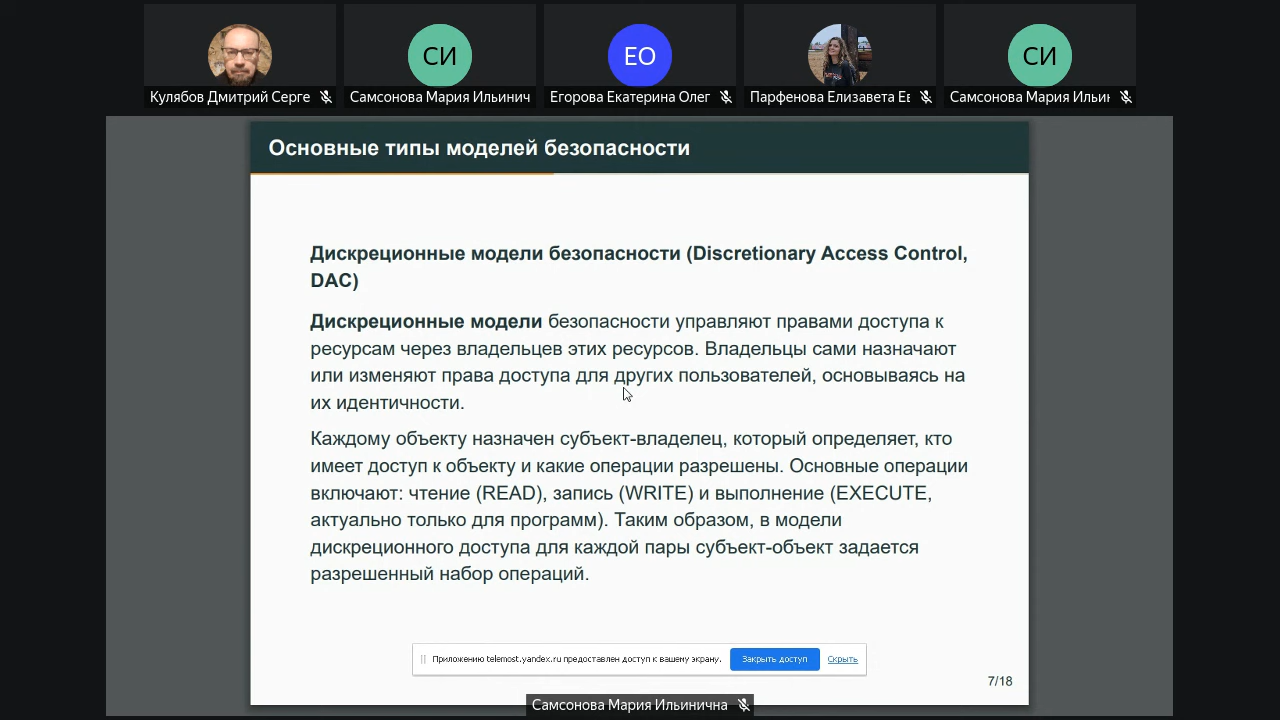 СИ
ЕО
СИ
Кулябов Дмитрий Серге
Самсонова Мария Ильинич
Егорова Екатерина Олег
Парфенова Елизавета Ев
Самсонова Мария Ильин
Основные типы моделей безопасности
Дискреционные модели безопасности (Discretionary Access Control,
DAC)
Дискреционные модели безопасности управляют правами доступа к
ресурсам через владельцев этих ресурсов. Владельцы сами назначают
или изменяют права доступа для других пользователей, основываясь на
их идентичности.
Каждому объекту назначен субъект-владелец, который определяет, кто
имеет доступ к объекту и какие операции разрешены. Основные операции
включают: чтение (READ), запись (WRITE) и выполнение (EXECUTE,
актуально только для программ). Таким образом, в модели
дискреционного доступа для каждой пары субъект-объект задается
разрешенный набор операций.
Приложению telemost.yandex.ru предоставлен доступ к вашему экрану.
Закрыть доступ
Скрыть
7/18
Самсонова Мария Ильинична